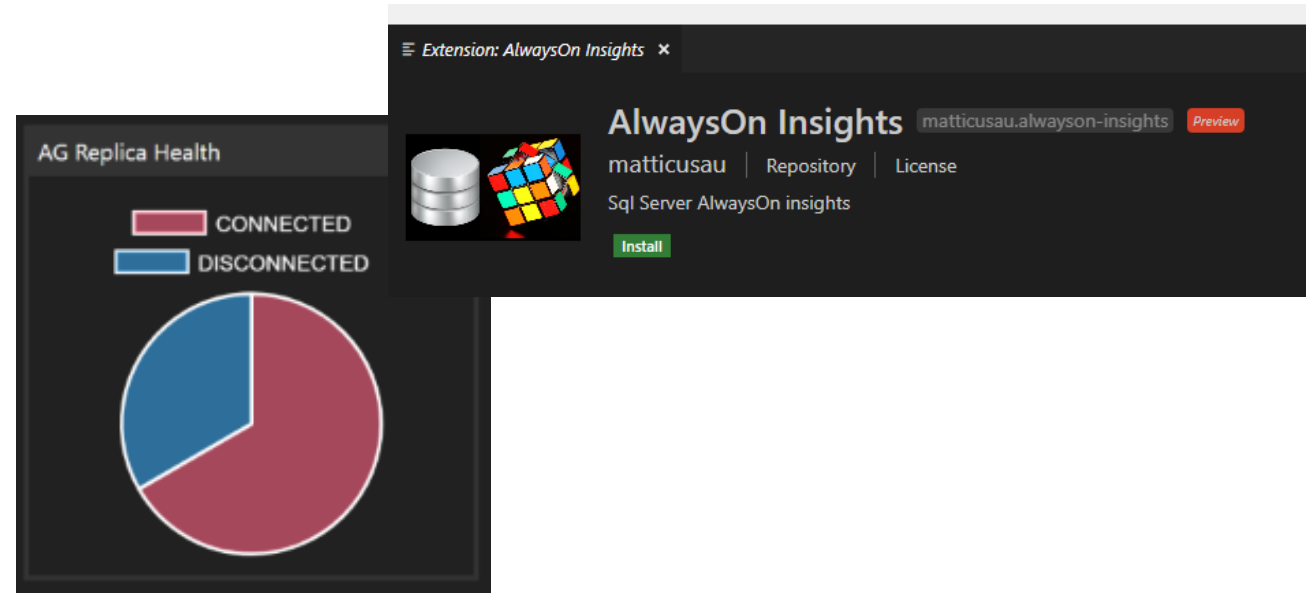 Extension: AlwaysOn Insights
AlwaysOn Insights matticusau.alwayson-insights Preview
matticusau Repository License
Sql Server AlwaysOn insights
Install
AG Replica Health
CONNECTED
DISCONNECTED